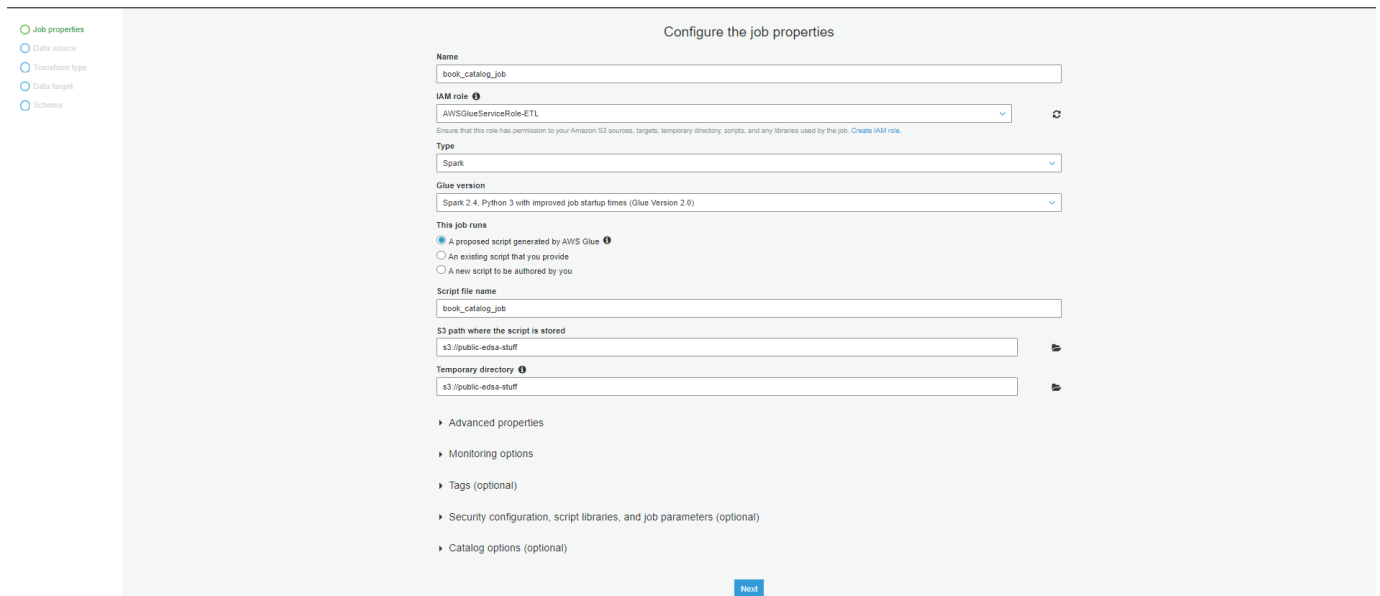 Job properties
Data source
Transform type
Data target
Schema
Configure the job properties
Name
book_catalog_job
IAM role
AWSGlueServiceRole-ETL
Ensure that this role has permission to your Amazon S3 sources, targets, temporary directory, scripts, and any libraries used by the job. Create IAM role.
Type
Spark
Glue version
Spark 2.4, Python 3 with improved job startup times (Glue Version 2.0)
This job runs
A proposed script generated by AWS Glue
An existing script that you provide
A new script to be authored by you
Script file name
book_catalog_job
S3 path where the script is stored
s3://public-edsa-stuff
Temporary directory
s3://public-edsa-stuff
Advanced properties
Monitoring options
Tags (optional)
Security configuration, script libraries, and job parameters (optional)
Catalog options (optional)
Next